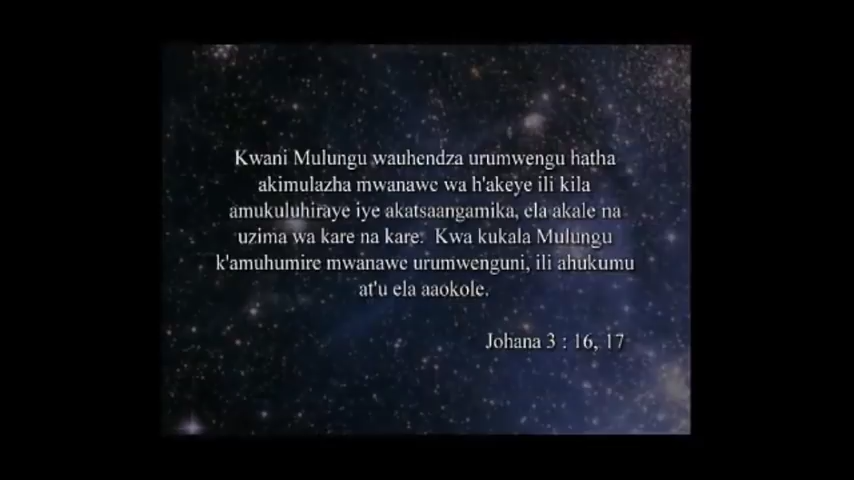 Kwani Mulungu wauhendza urumwengu hatha
akimulazha mwanawe wa h'akeye ili kila
amukuluhiraye iye akatsaangamika, ela akale na
uzima wa kare na kare. Kwa kukala Mulungu
k'amuhumire mwanawe urumwenguni, ili ahukumu
at'u ela aaokole.
Johana 3 : 16, 17